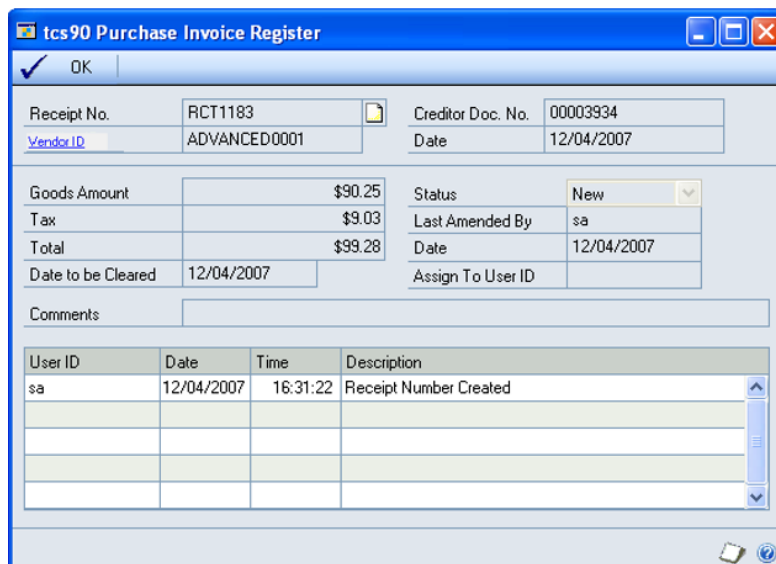 tcs90 Purchase Invoice Register
OK
Receipt No. RCT1183 Creditor Doc. No. 00003934
Vendor ID ADVANCED0001 Date 12/04/2007
Goods Amount $90.25 Status New
Tax $9.03 Last Amended By sa
Total $99.28 Date 12/04/2007
Date to be Cleared 12/04/2007 Assign To User ID
Comments
User ID Date Time Description
sa 12/04/2007 16:31:22 Receipt Number Created